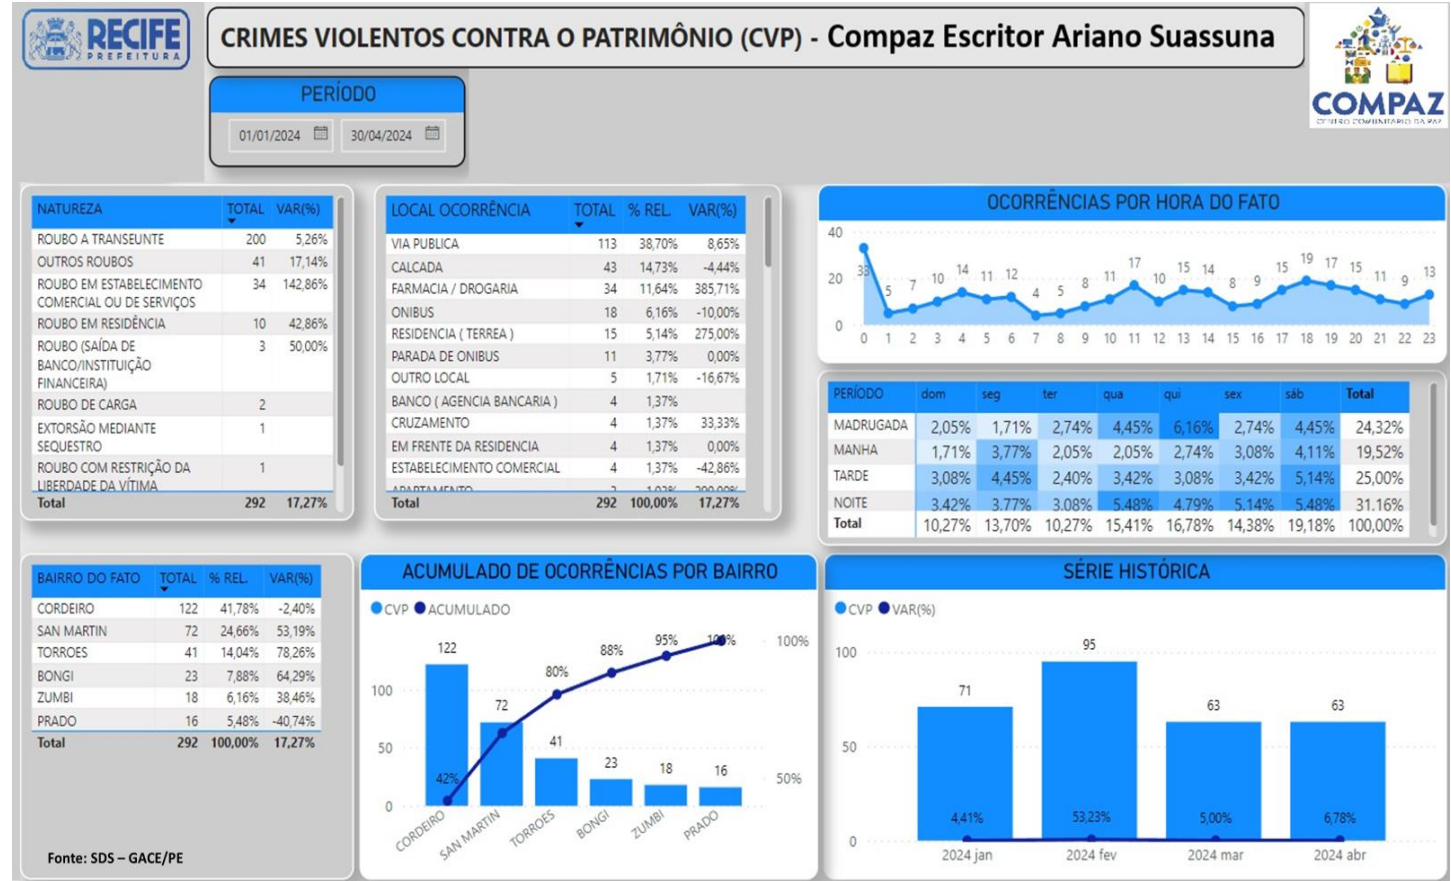 RECIFE
PREFEITURA
CRIMES VIOLENTOS CONTRA O PATRIMÔNIO (CVP) - Compaz Escritor Ariano Suassuna
COMPAZ
CENTRO COMUNITÁRIO DA PAZ
PERÍODO
01/01/2024 30/04/2024
NATUREZA TOTAL VAR(%)
ROUBO A TRANSEUNTE 200 5,26%
OUTROS ROUBOS 41 17,14%
ROUBO EM ESTABELECIMENTO 34 142,86%
COMERCIAL OU DE SERVIÇOS
ROUBO EM RESIDÊNCIA 10 42,86%
ROUBO (SAÍDA DE 3 50,00%
BANCO/INSTITUIÇÃO
FINANCEIRA)
ROUBO DE CARGA 2
EXTORSÃO MEDIANTE 1
SEQUESTRO
ROUBO COM RESTRIÇÃO DA 1
LIBERDADE DA VÍTIMA
Total 292 17,27%
LOCAL OCORRÊNCIA TOTAL % REL. VAR(%)
VIA PUBLICA 113 38,70% 8,65%
CALCADA 43 14,73% -4,44%
FARMACIA / DROGARIA 34 11,64% 385,71%
ONIBUS 18 6,16% -10,00%
RESIDENCIA ( TERREA ) 15 5,14% 275,00%
PARADA DE ONIBUS 11 3,77% 0,00%
OUTRO LOCAL 5 1,71% -16,67%
BANCO ( AGENCIA BANCARIA ) 4 1,37%
CRUZAMENTO 4 1,37% 33,33%
EM FRENTE DA RESIDENCIA 4 1,37% 0,00%
ESTABELECIMENTO COMERCIAL 4 1,37% -42,86%
APARTAMENTO 3 1,03% 200,00%
Total 292 100,00% 17,27%
OCORRÊNCIAS POR HORA DO FATO
40
20
0
33 5 7 10 14 11 12 4 5 8 11 17 10 15 14 8 9 15 19 17 15 11 9 13
0 1 2 3 4 5 6 7 8 9 10 11 12 13 14 15 16 17 18 19 20 21 22 23
PERÍODO dom seg ter qua qui sex sáb Total
MADRUGADA 2,05% 1,71% 2,74% 4,45% 6,16% 2,74% 4,45% 24,32%
MANHA 1,71% 3,77% 2,05% 2,05% 2,74% 3,08% 4,11% 19,52%
TARDE 3,08% 4,45% 2,40% 3,42% 3,08% 3,42% 5,14% 25,00%
NOITE 3,42% 3,77% 3,08% 5,48% 4,79% 5,14% 5,48% 31,16%
Total 10,27% 13,70% 10,27% 15,41% 16,78% 14,38% 19,18% 100,00%
BAIRRO DO FATO TOTAL % REL. VAR(%)
CORDEIRO 122 41,78% -2,40%
SAN MARTIN 72 24,66% 53,19%
TORROES 41 14,04% 78,26%
BONGI 23 7,88% 64,29%
ZUMBI 18 6,16% 38,46%
PRADO 16 5,48% -40,74%
Total 292 100,00% 17,27%
Fonte: SDS – GACE/PE
ACUMULADO DE OCORRÊNCIAS POR BAIRRO
CVP ACUMULADO
100
50
0
122 72 41 23 18 16
42% 80% 88% 95% 100%
100%
50%
CORDEIRO SAN MARTIN TORROES BONGI ZUMBI PRADO
SÉRIE HISTÓRICA
CVP VAR(%)
100
50
0
71 95 63 63
4,41% 53,23% 5,00% 6,78%
2024 jan 2024 fev 2024 mar 2024 abr